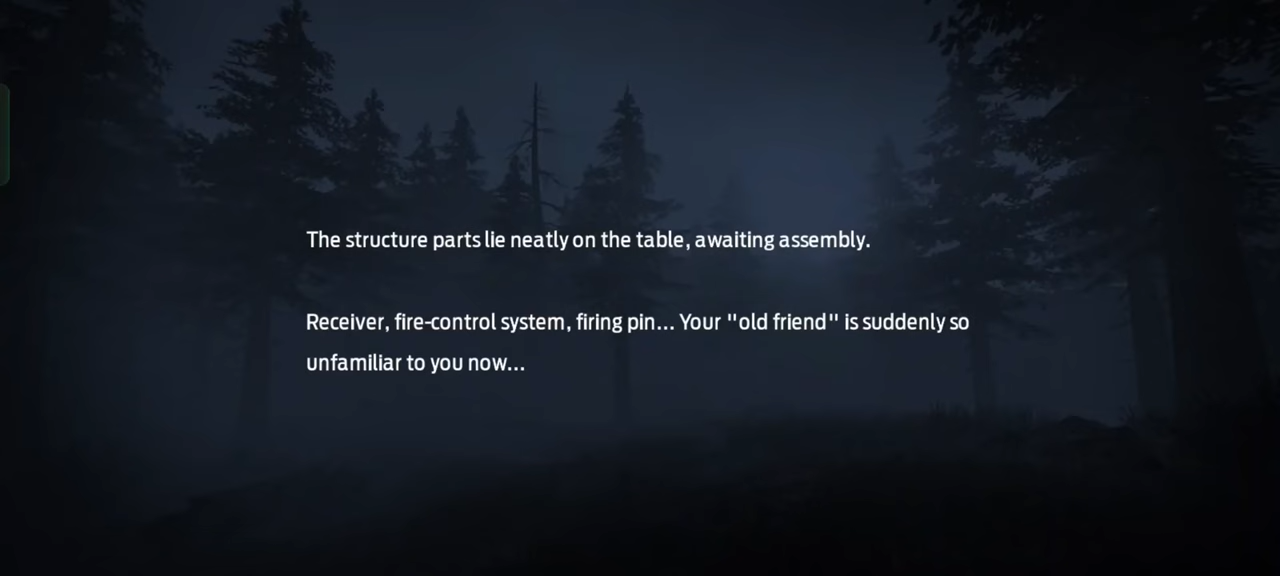 The structure parts lie neatly on the table, awaiting assembly.
Receiver, fire-control system, firing pin... Your "old friend" is suddenly so
unfamiliar to you now...